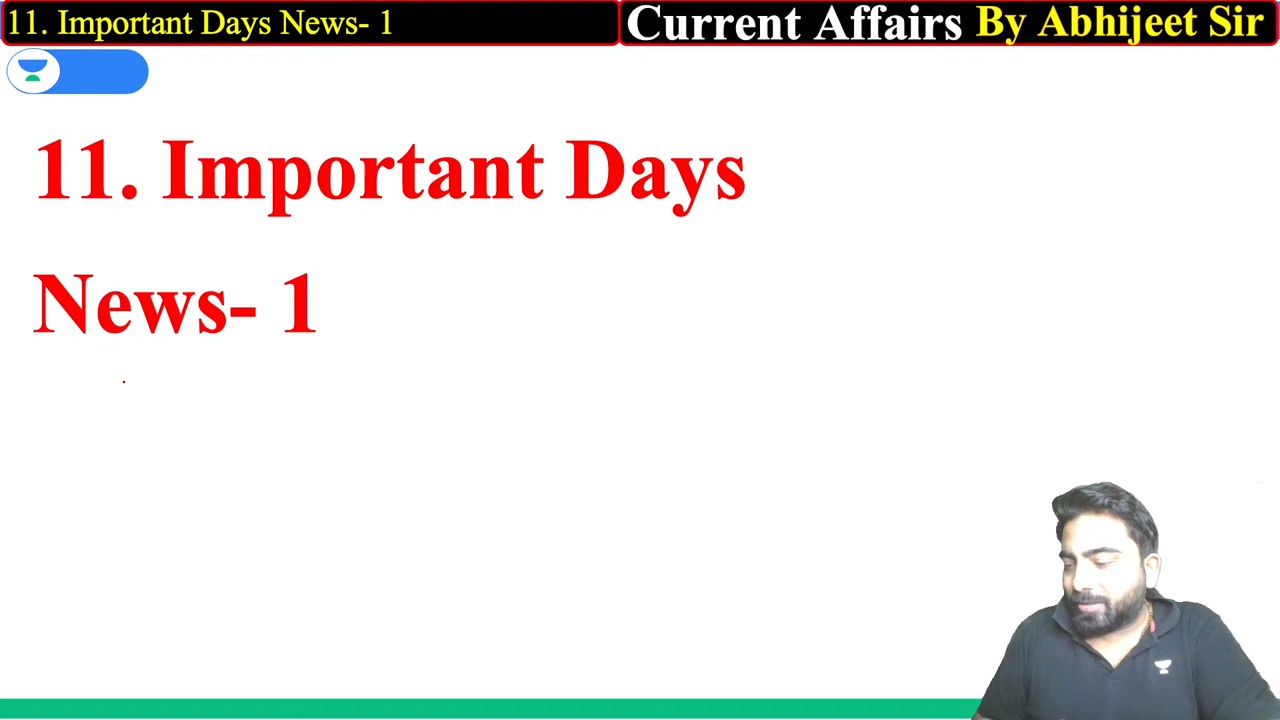 11. Important Days News- 1
Current Affairs By Abhijeet Sir
11. Important Days
News- 1